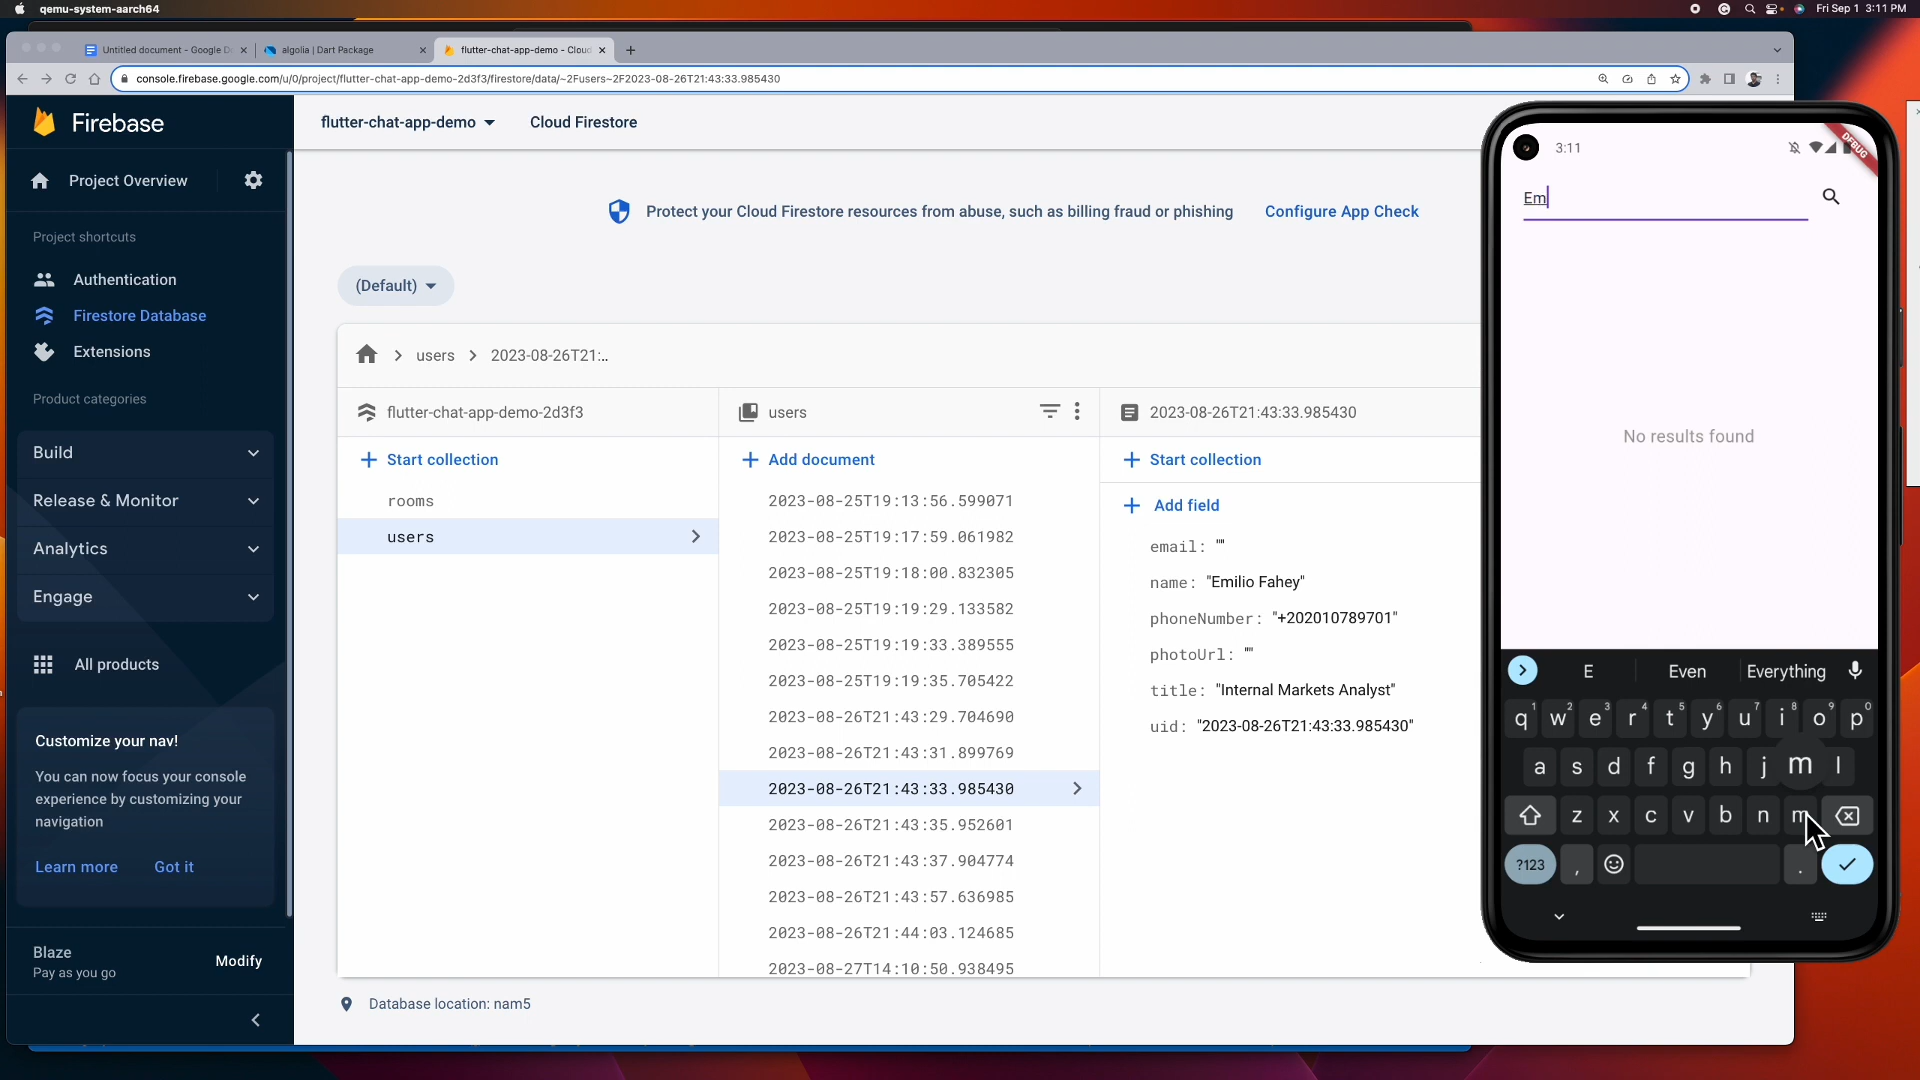 qemu-system-aarch64
Fri Sep 1 3:11 PM
Untitled document - Google D
algolia | Dart Package
flutter-chat-app-demo - Clou
console.firebase.google.com/u/0/project/flutter-chat-app-demo-2d3f3/firestore/data/~2Fusers~2F2023-08-26T21:43:33.985430
Firebase
flutter-chat-app-demo
Cloud Firestore
Project Overview
Project shortcuts
Authentication
Firestore Database
Extensions
Product categories
Build
Release & Monitor
Analytics
Engage
All products
Customize your nav!
You can now focus your console
experience by customizing your
navigation
Learn more
Got it
Blaze
Pay as you go
Modify
Protect your Cloud Firestore resources from abuse, such as billing fraud or phishing
Configure App Check
(Default)
users
2023-08-26T21:..
flutter-chat-app-demo-2d3f3
Start collection
rooms
users
users
Add document
2023-08-25T19:13:56.599071
2023-08-25T19:17:59.061982
2023-08-25T19:18:00.832305
2023-08-25T19:19:29.133582
2023-08-25T19:19:33.389555
2023-08-25T19:19:35.705422
2023-08-26T21:43:29.704690
2023-08-26T21:43:31.899769
2023-08-26T21:43:33.985430
2023-08-26T21:43:35.952601
2023-08-26T21:43:37.904774
2023-08-26T21:43:57.636985
2023-08-26T21:44:03.124685
2023-08-27T14:10:50.938495
2023-08-26T21:43:33.985430
Start collection
Add field
email: ""
name: "Emilio Fahey"
phoneNumber: "+202010789701"
photoUrl: ""
title: "Internal Markets Analyst"
uid: "2023-08-26T21:43:33.985430"
Database location: nam5
3:11
DEBUG
Em
No results found
E Even Everything
q1 w2 e3 r4 t5 y6 u7 i8 o9 p0
a s d f g h j m l
z x c v b n m
?123 , .